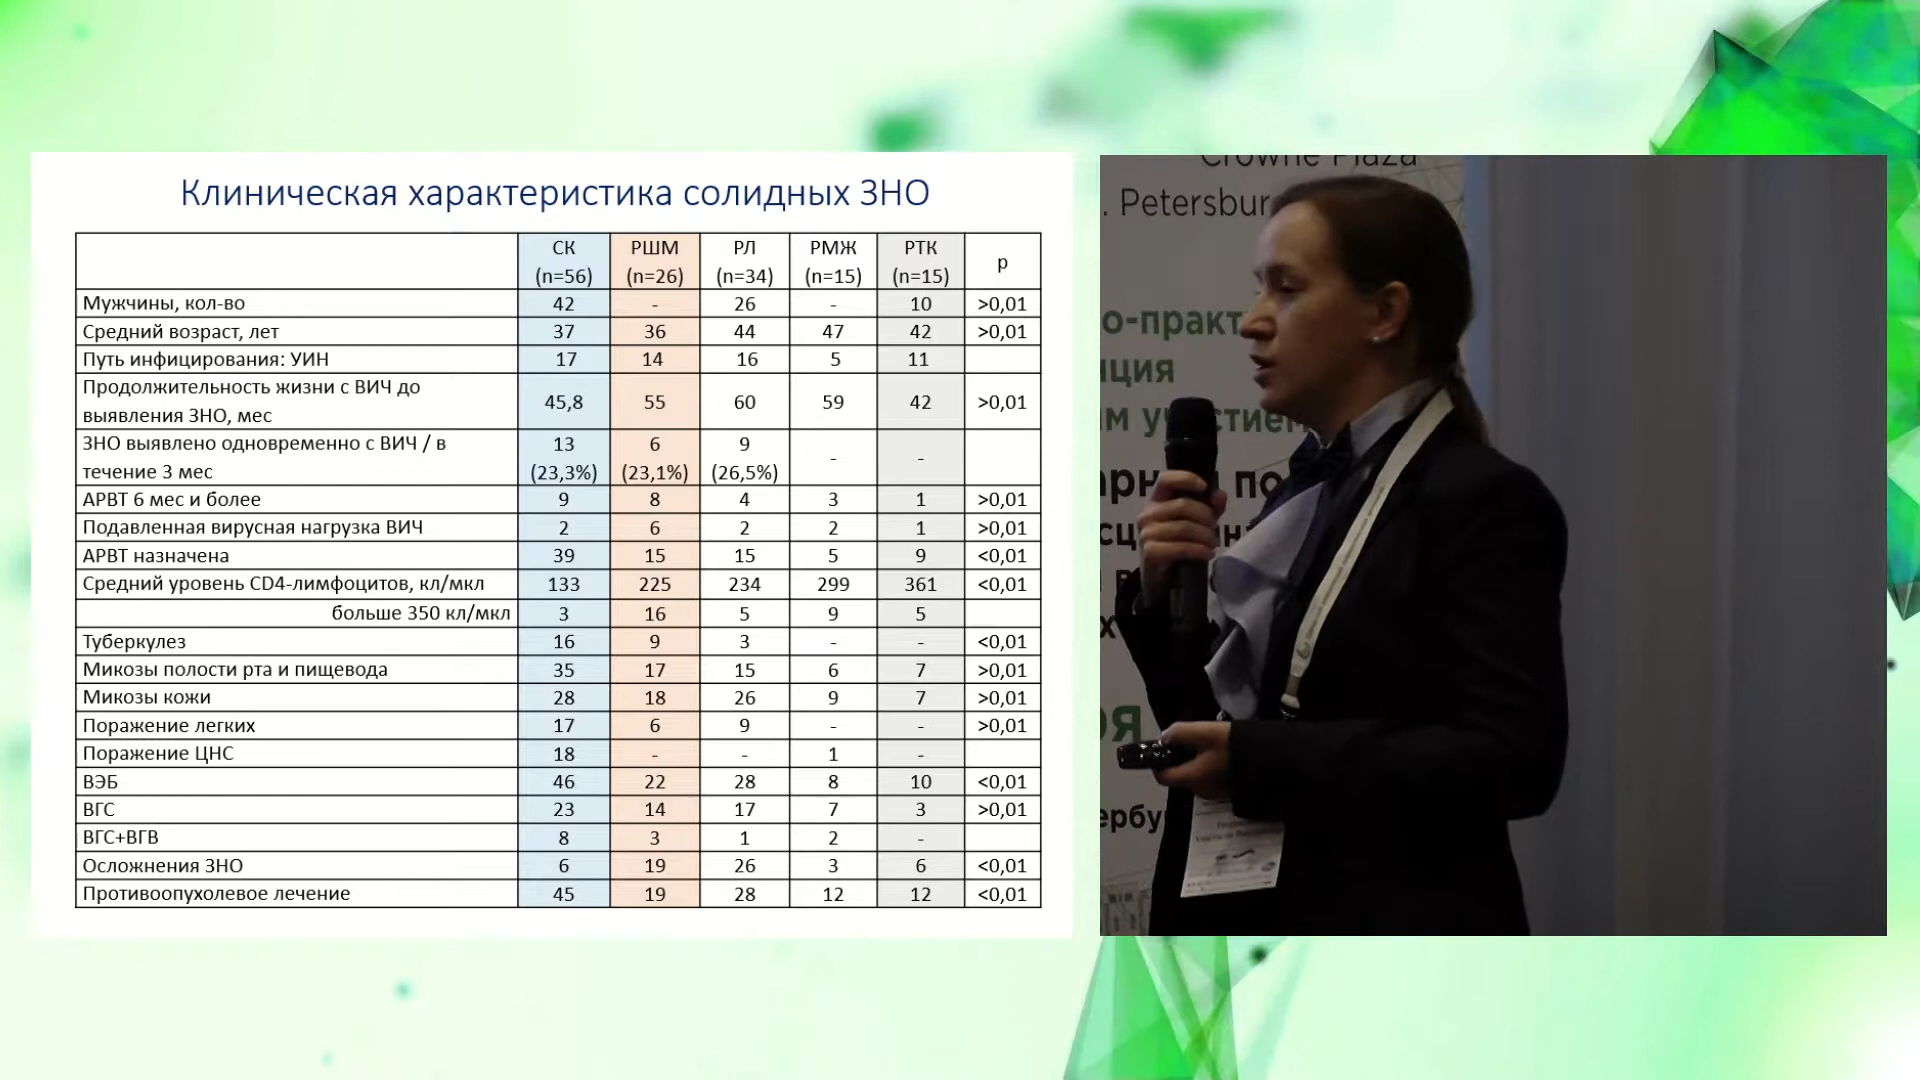 Клиническая характеристика солидных ЗНО
СК (n=56) РШМ (n=26) РЛ (n=34) РМЖ (n=15) РТК (n=15) р
Мужчины, кол-во 42 - 26 - 10 >0,01
Средний возраст, лет 37 36 44 47 42 >0,01
Путь инфицирования: УИН 17 14 16 5 11
Продолжительность жизни с ВИЧ до
выявления ЗНО, мес 45,8 55 60 59 42 >0,01
ЗНО выявлено одновременно с ВИЧ / в
течение 3 мес 13 (23,3%) 6 (23,1%) 9 (26,5%) - -
АРВТ 6 мес и более 9 8 4 3 1 >0,01
Подавленная вирусная нагрузка ВИЧ 2 6 2 2 1 >0,01
АРВТ назначена 39 15 15 5 9 <0,01
Средний уровень CD4-лимфоцитов, кл/мкл 133 225 234 299 361 <0,01
больше 350 кл/мкл 3 16 5 9 5
Туберкулез 16 9 3 - - <0,01
Микозы полости рта и пищевода 35 17 15 6 7 >0,01
Микозы кожи 28 18 26 9 7 >0,01
Поражение легких 17 6 9 - - >0,01
Поражение ЦНС 18 - - 1 -
ВЭБ 46 22 28 8 10 <0,01
ВГС 23 14 17 7 3 >0,01
ВГС+ВГВ 8 3 1 2 -
Осложнения ЗНО 6 19 26 3 6 <0,01
Противоопухолевое лечение 45 19 28 12 12 <0,01
Crowne Plaza
. Petersbur
о-практ
нция
м участием
по
ербу